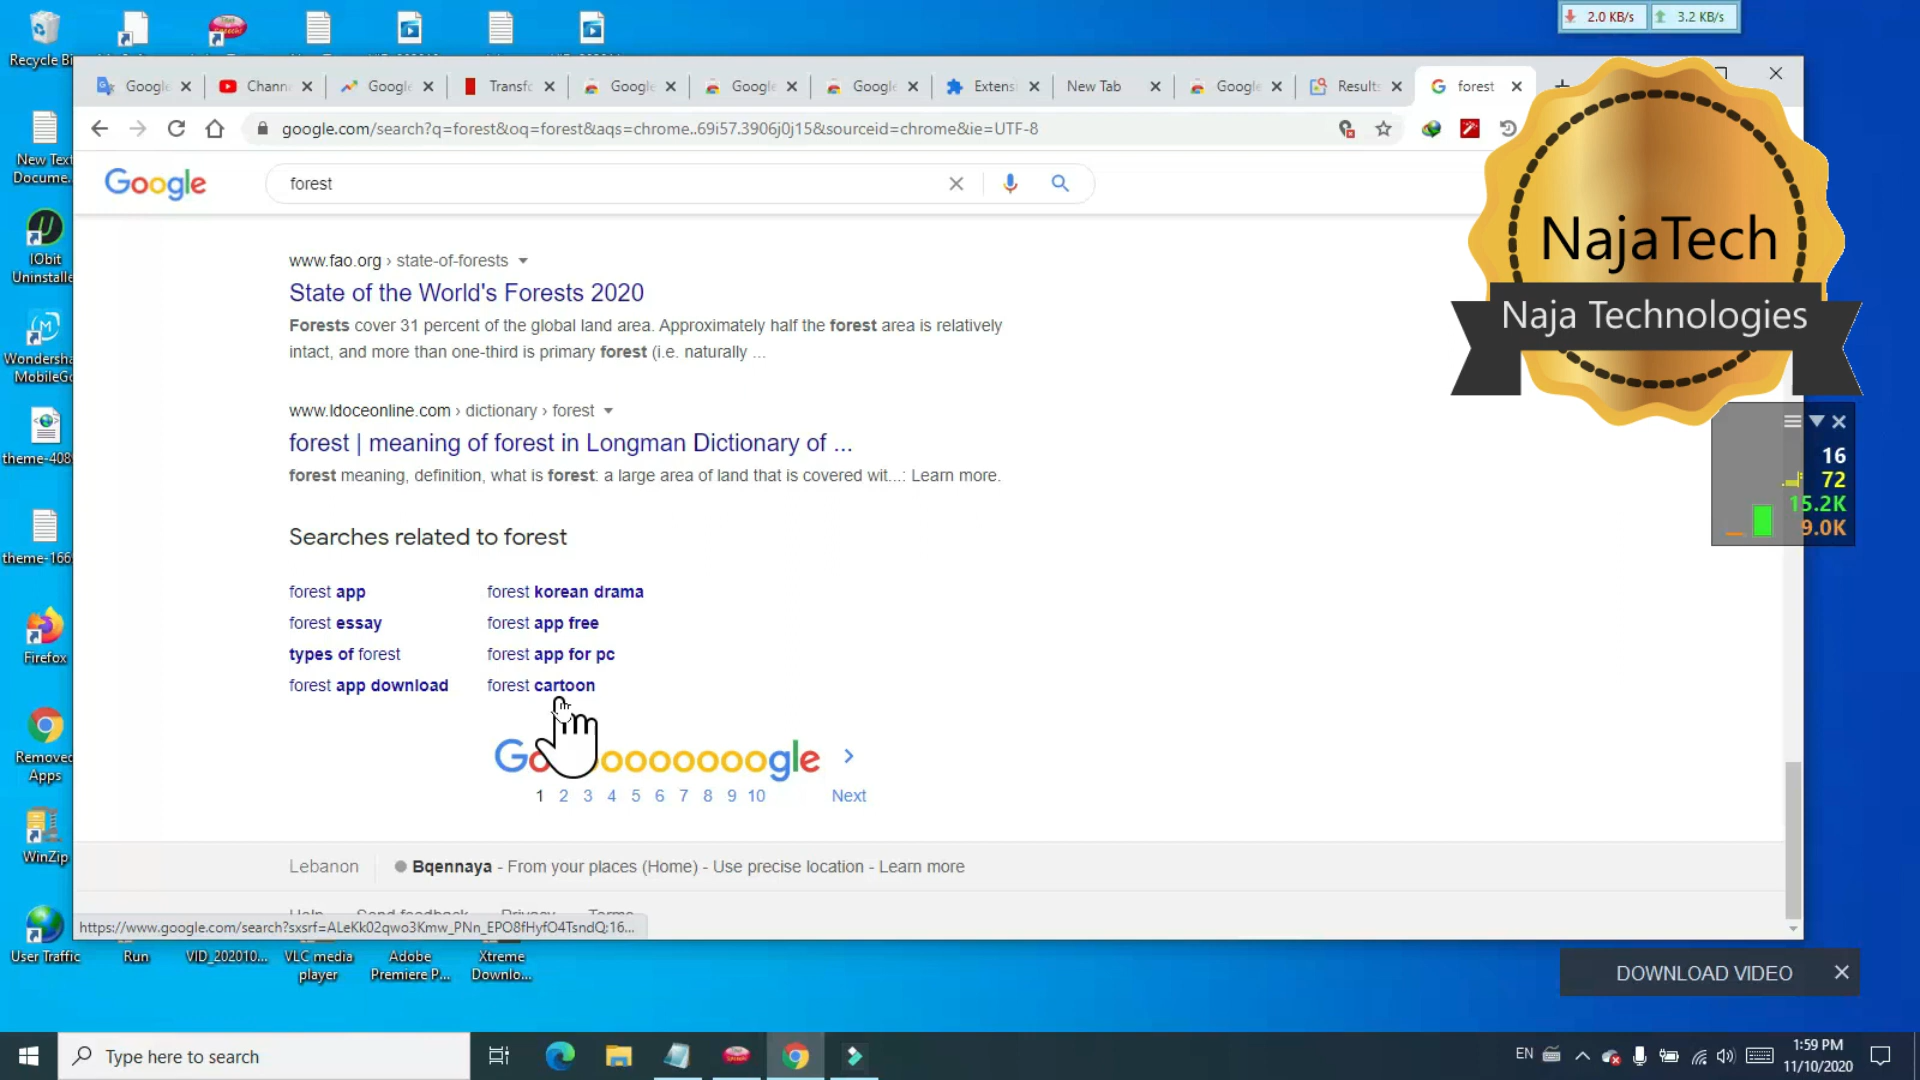 2.0 KB/s 3.2 KB/s
Recycle Bi
Google Chann Google Transfo Google Google Google Extens New Tab Google Results forest
google.com/search?q=forest&oq=forest&aqs=chrome..69i57.3906j0j15&sourceid=chrome&ie=UTF-8
Google forest
NajaTech
Naja Technologies
www.fao.org › state-of-forests
State of the World's Forests 2020
Forests cover 31 percent of the global land area. Approximately half the forest area is relatively
intact, and more than one-third is primary forest (i.e. naturally ...
www.ldoceonline.com › dictionary › forest
forest | meaning of forest in Longman Dictionary of ...
forest meaning, definition, what is forest: a large area of land that is covered wit...: Learn more.
Searches related to forest
forest app forest korean drama
forest essay forest app free
types of forest forest app for pc
forest app download forest cartoon
1 2 3 4 5 6 7 8 9 10 Next
Lebanon Bqennaya - From your places (Home) - Use precise location - Learn more
https://www.google.com/search?sxsrf=ALeKk02qwo3Kmw_PNn_EPO8fHyfO4TsndQ:16...
16
72
15.2K
9.0K
New Text
Docume...
IObit
Uninstalle
Wondersha
MobileGo
theme-408
theme-166
Firefox
Removed
Apps
WinZip
User Traffic Run VID_202010... VLC media
player Adobe
Premiere P... Xtreme
Downlo...
DOWNLOAD VIDEO
Type here to search
EN
1:59 PM
11/10/2020